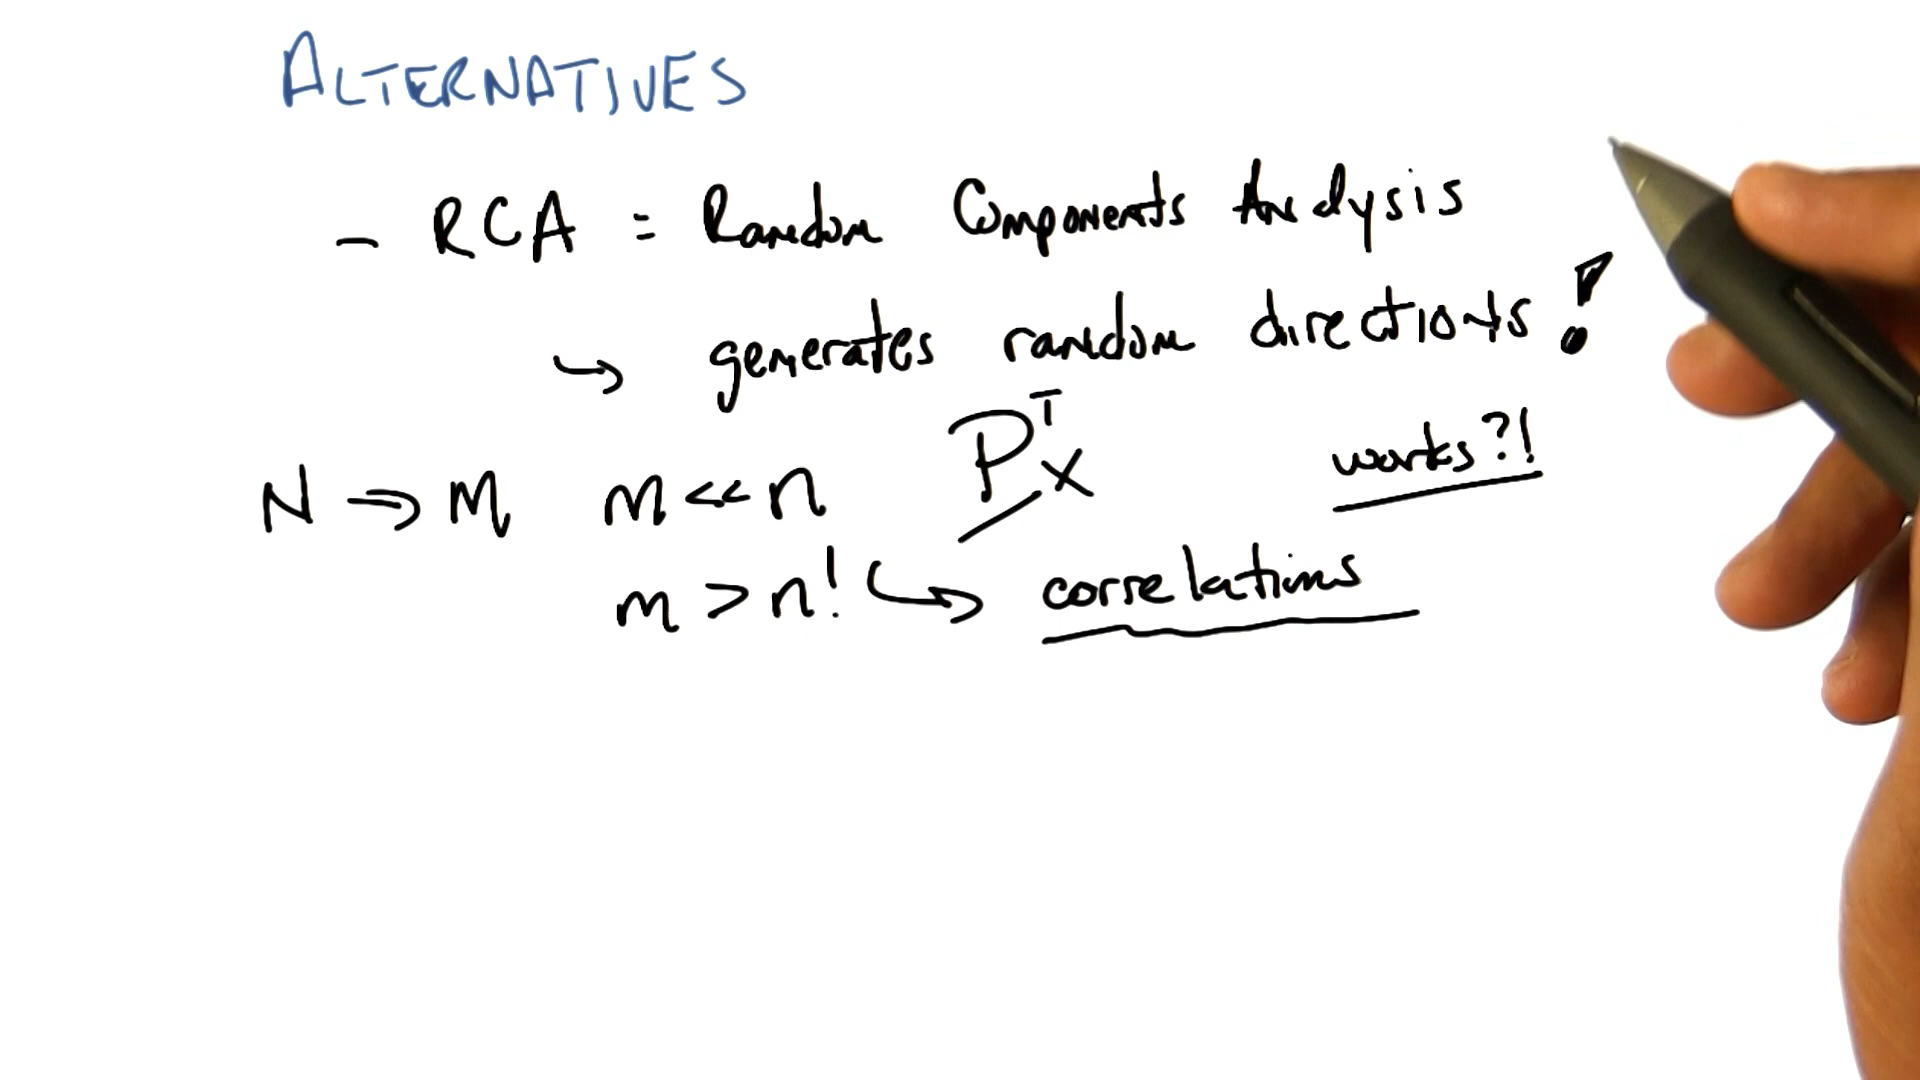 ALTERNATIVES
- RCA = Random Components Analysis
↪ generates random directions!
N ⇒ M m << n Pᵀx works?!
m > n! ↪ correlations